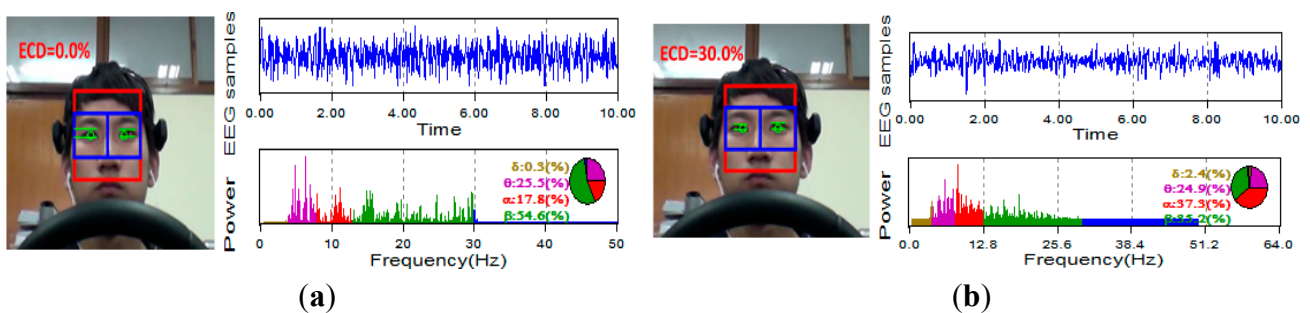 ECD=0.0%
EEG samples
0.00 2.00 4.00 6.00 8.00 10.00
Time
Power
δ:0.3(%)
θ:25.5(%)
α:17.8(%)
β:54.6(%)
0 10 20 30 40 50
Frequency(Hz)
(a)
ECD=30.0%
EEG samples
0.00 2.00 4.00 6.00 8.00 10.00
Time
Power
δ:2.4(%)
θ:24.9(%)
α:37.3(%)
β:35.2(%)
0.0 12.8 25.6 38.4 51.2 64.0
Frequency(Hz)
(b)